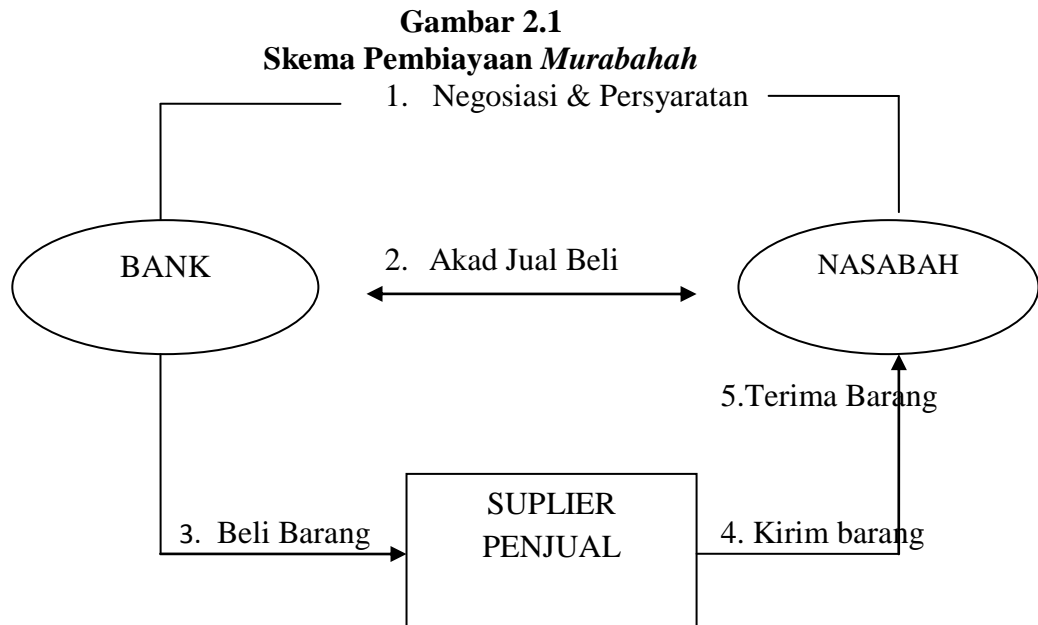 Gambar 2.1
Skema Pembiayaan Murabahah
1. Negosiasi & Persyaratan
BANK
2. Akad Jual Beli
NASABAH
5.Terima Barang
SUPLIER
PENJUAL
3. Beli Barang
4. Kirim barang